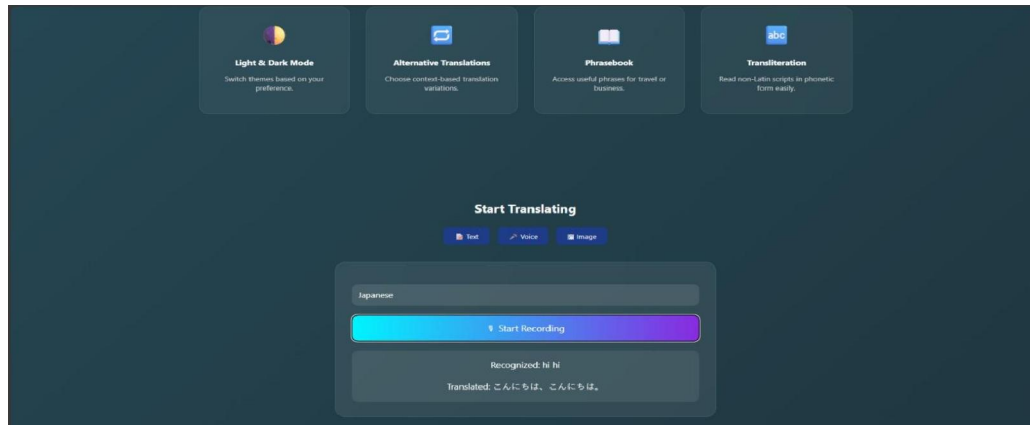 Light & Dark Mode
Switch themes based on your
preference.
Alternative Translations
Choose context-based translation
variations.
Phrasebook
Access useful phrases for travel or
business.
abc
Transliteration
Read non-Latin scripts in phonetic
form easily.
Start Translating
Text Voice Image
Japanese
Start Recording
Recognized: hi hi
Translated: こんにちは、こんにちは。